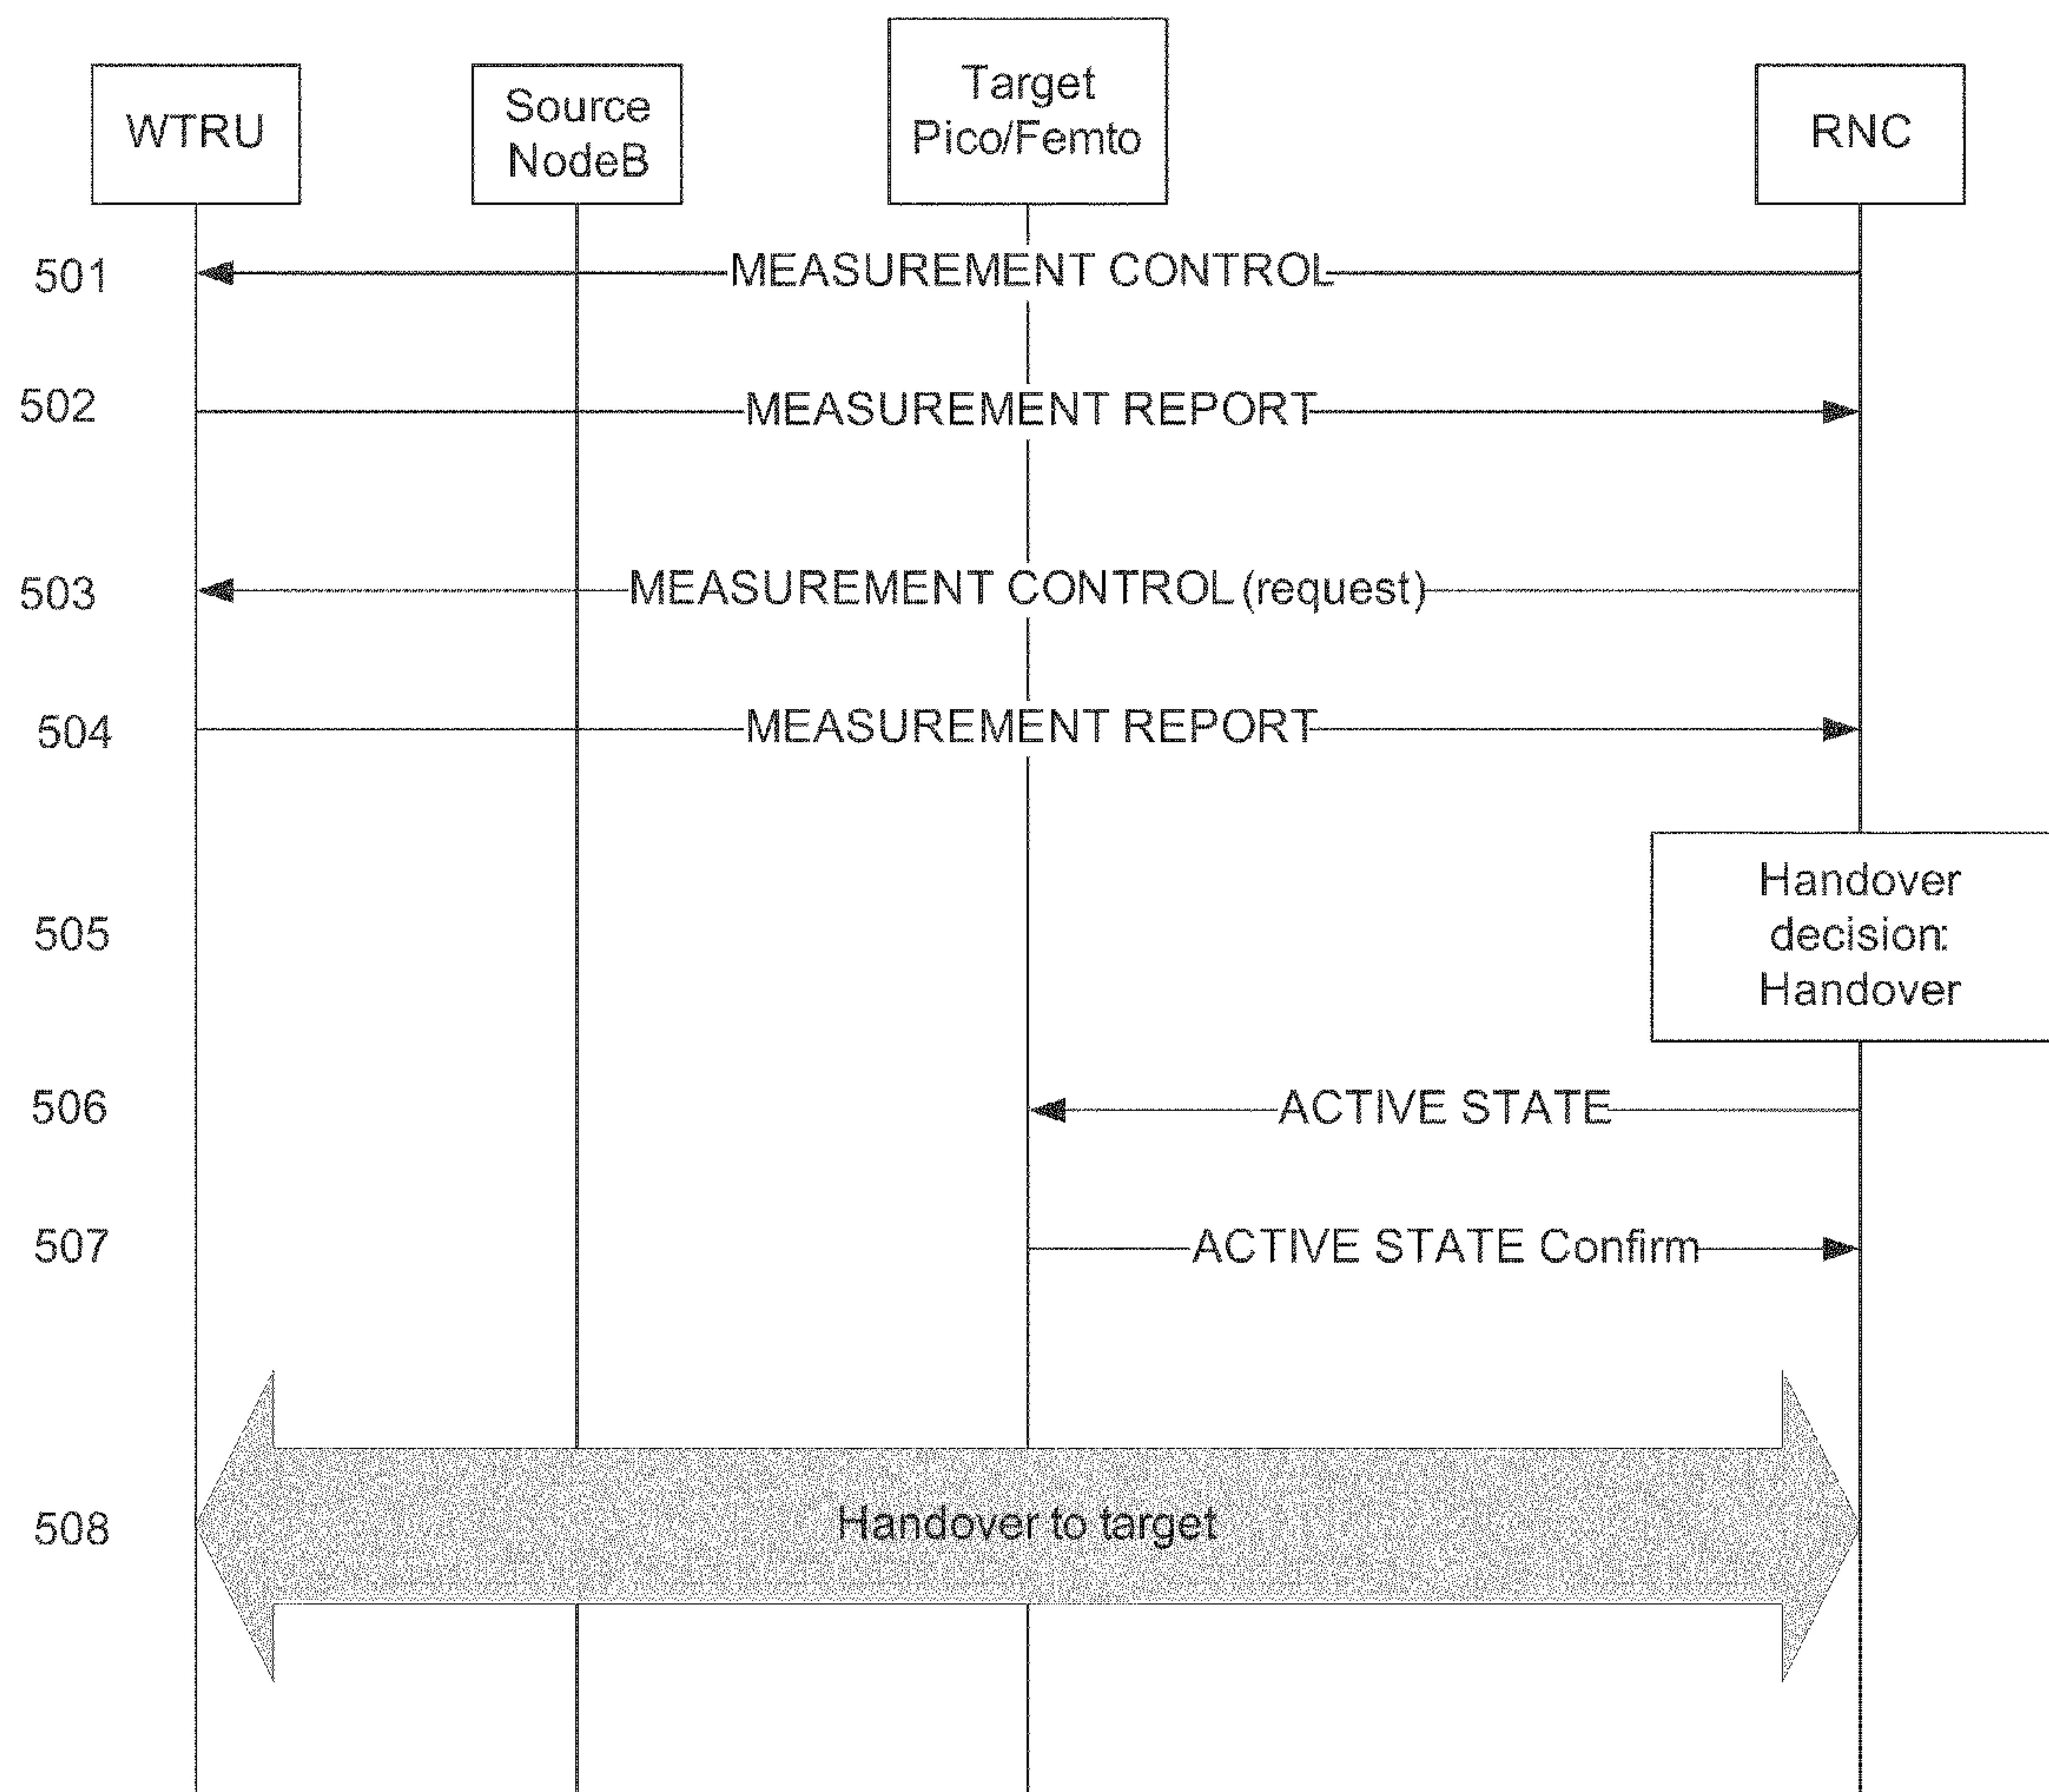 WTRU
Source
NodeB
Target
Pico/Femto
RNC
501
MEASUREMENT CONTROL
502
MEASUREMENT REPORT
503
MEASUREMENT CONTROL (request)
504
MEASUREMENT REPORT
505
Handover
decision:
Handover
506
ACTIVE STATE
507
ACTIVE STATE Confirm
508
Handover to target